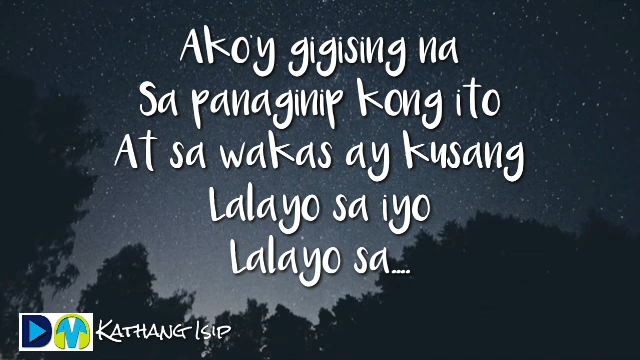 Ako'y gigising na
Sa panaginip kong ito
At sa wakas ay kusang
Lalayo sa iyo
Lalayo sa....
DM Kathang Isip